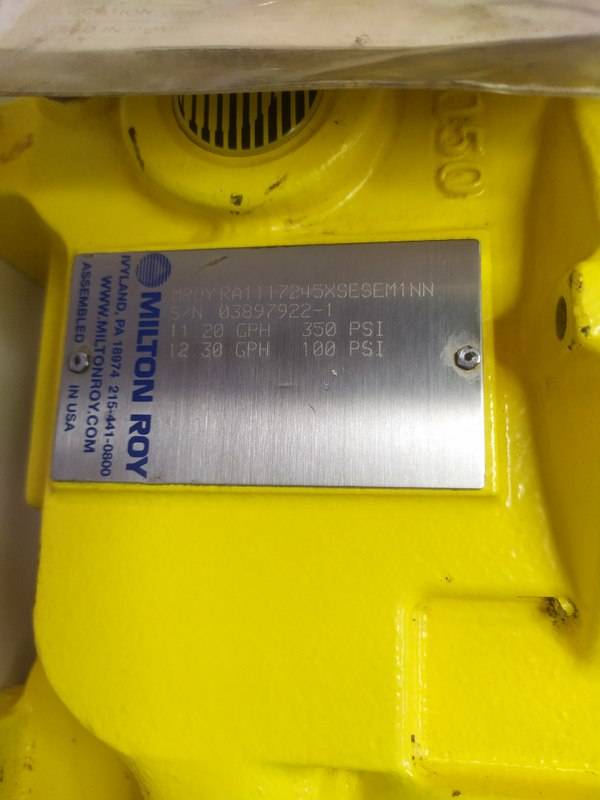 MROYRA1117245XSESEM1NN
S/N 03897922-1
11 20 GPH 350 PSI
12 30 GPH 100 PSI
MILTON ROY
IVYLAND, PA 18974 215-441-0800
WWW.MILTONROY.COM
ASSEMBLED IN USA
050